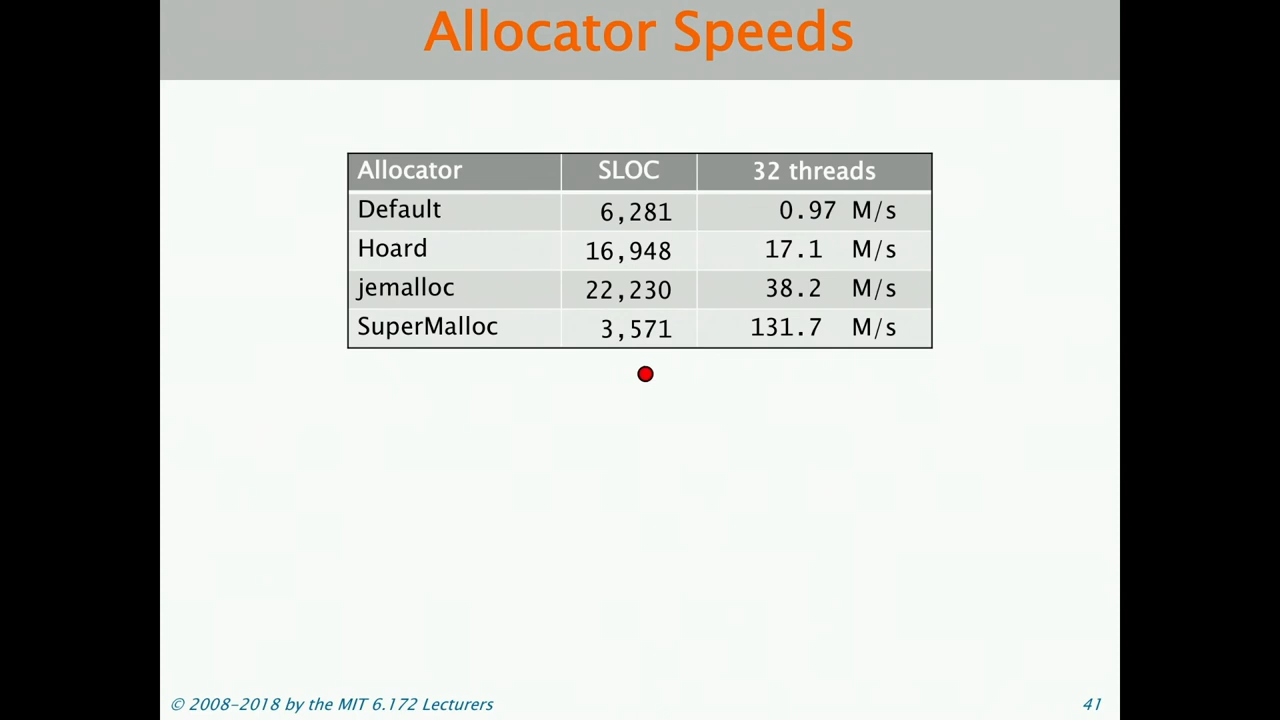 Allocator Speeds
Allocator SLOC 32 threads
Default 6,281 0.97 M/s
Hoard 16,948 17.1 M/s
jemalloc 22,230 38.2 M/s
SuperMalloc 3,571 131.7 M/s
© 2008–2018 by the MIT 6.172 Lecturers 41